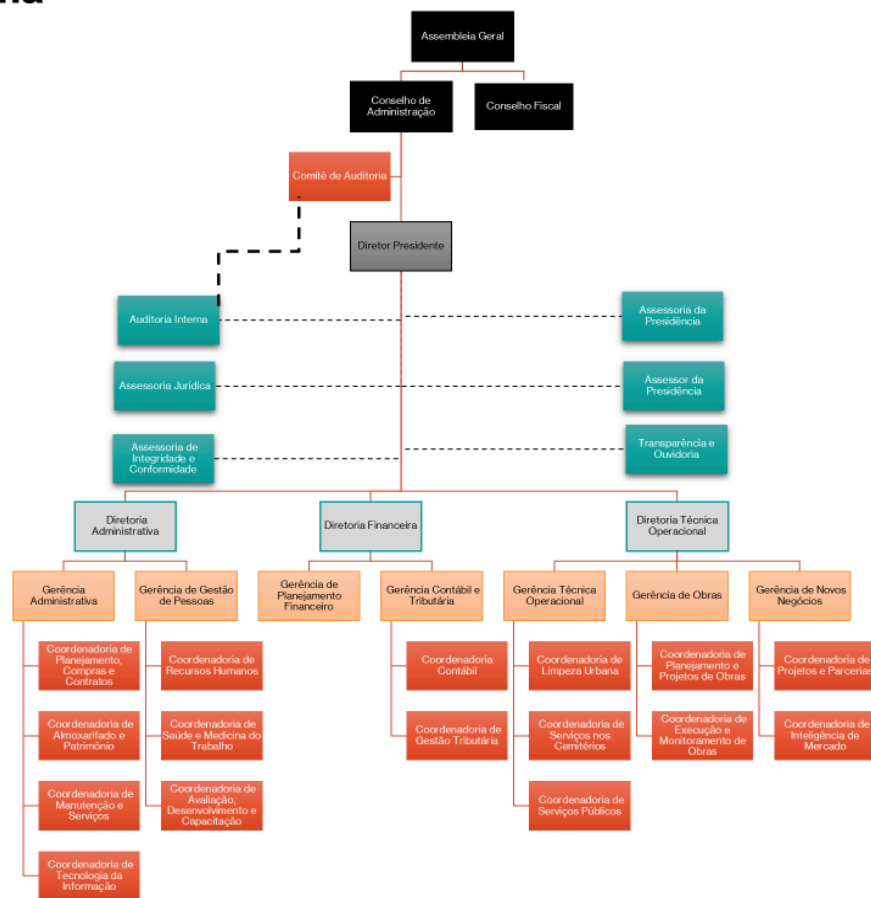 Assembleia Geral
Conselho de
Administração
Conselho Fiscal
Comitê de Auditoria
Diretor Presidente
Auditoria Interna
Assessoria da
Presidência
Assessoria Jurídica
Assessor da
Presidência
Assessoria de
Integridade e
Conformidade
Transparência e
Ouvidoria
Diretoria
Administrativa
Diretoria Financeira
Diretoria Técnica
Operacional
Gerência
Administrativa
Gerência de Gestão
de Pessoas
Gerência de
Planejamento
Financeiro
Gerência Contábil e
Tributária
Gerência Técnica
Operacional
Gerência de Obras
Gerência de Novos
Negócios
Coordenadoria de
Planejamento,
Compras e
Contratos
Coordenadoria de
Recursos Humanos
Coordenadoria
Contábil
Coordenadoria de
Limpeza Urbana
Coordenadoria de
Planejamento e
Projetos de Obras
Coordenadoria de
Projetos e Parcerias
Coordenadoria de
Almoxarifado e
Patrimônio
Coordenadoria de
Saúde e Medicina do
Trabalho
Coordenadoria de
Gestão Tributária
Coordenadoria de
Serviços nos
Cemitérios
Coordenadoria de
Execução e
Monitoramento de
Obras
Coordenadoria de
Inteligência de
Mercado
Coordenadoria de
Manutenção e
Serviços
Coordenadoria de
Avaliação,
Desenvolvimento e
Capacitação
Coordenadoria de
Serviços Públicos
Coordenadoria de
Tecnologia da
Informação